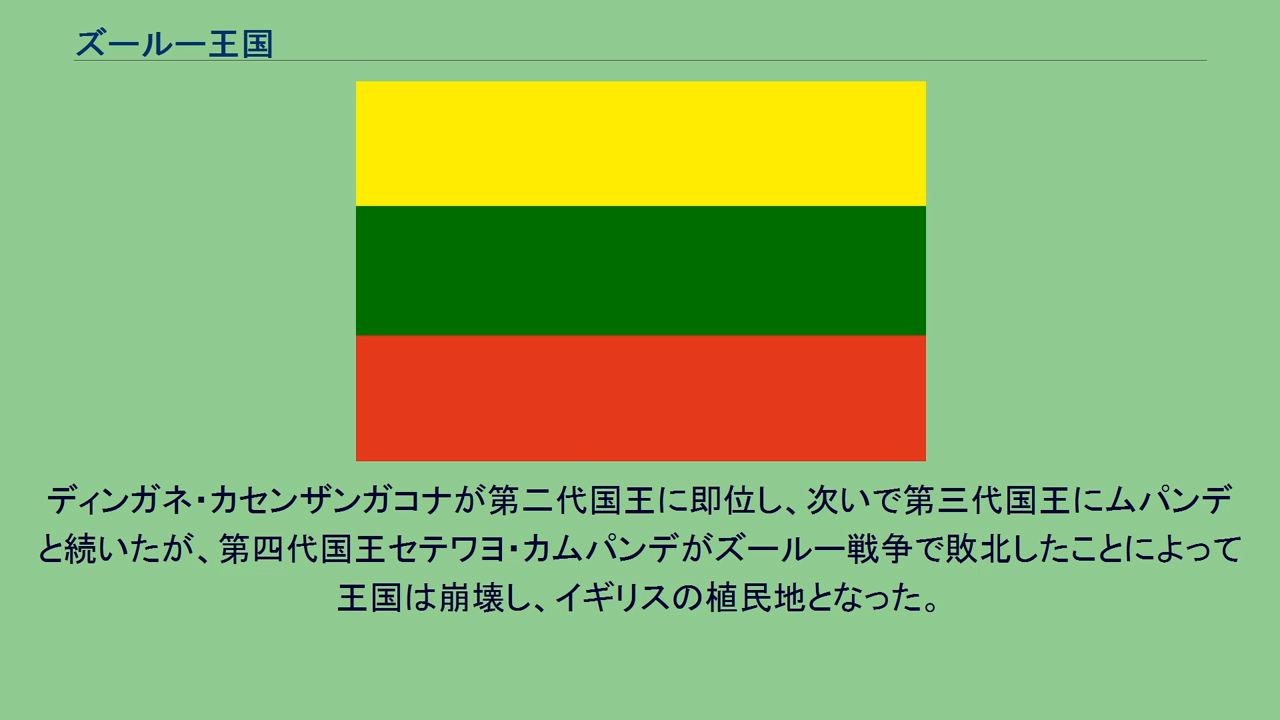 ズールー王国
ディンガネ・カセンザンガコナが第二代国王に即位し、次いで第三代国王にムパンデ
と続いたが、第四代国王セテワヨ・カムパンデがズールー戦争で敗北したことによって
王国は崩壊し、イギリスの植民地となった。